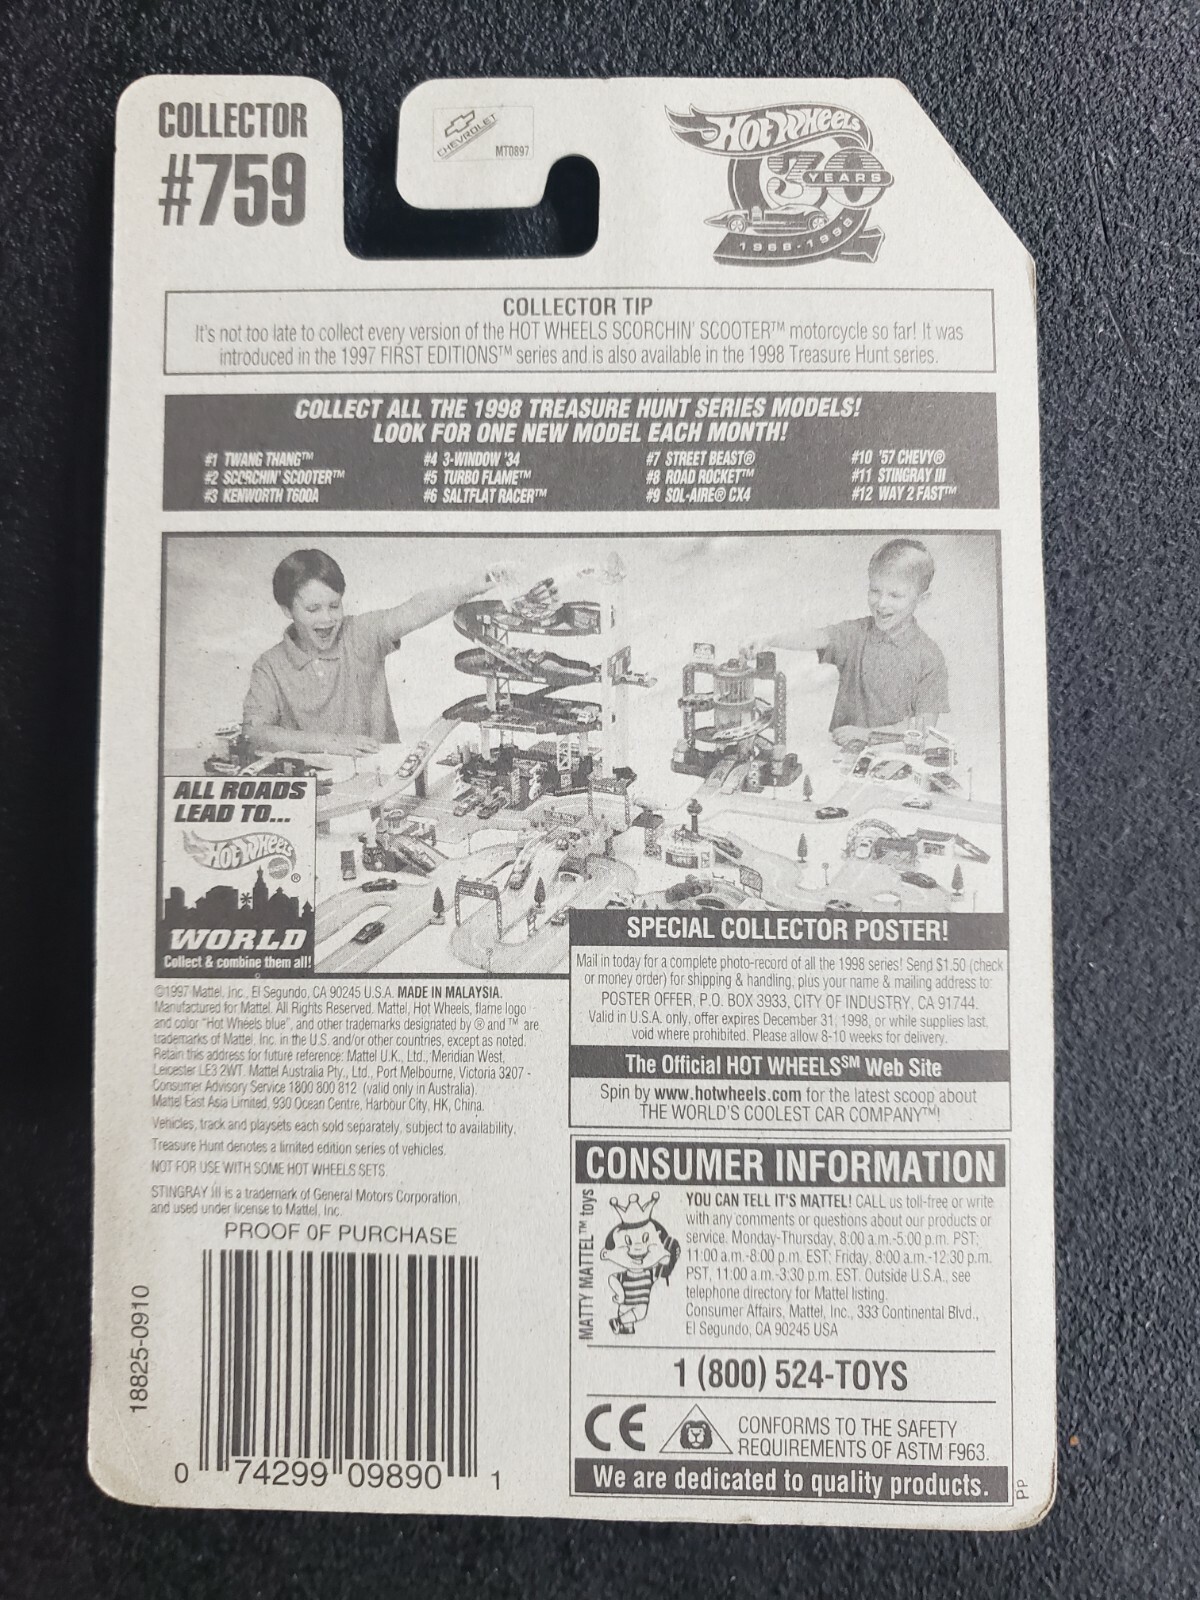 COLLECTOR
#759
CHEVROLET
MT0897
HOT WHEELS
30
YEARS
1968-1998
COLLECTOR TIP
It's not too late to collect every version of the HOT WHEELS SCORCHIN' SCOOTER™ motorcycle so far! It was
introduced in the 1997 FIRST EDITIONS™ series and is also available in the 1998 Treasure Hunt series.
COLLECT ALL THE 1998 TREASURE HUNT SERIES MODELS!
LOOK FOR ONE NEW MODEL EACH MONTH!
#1 TWANG THANG™
#2 SCORCHIN' SCOOTER™
#3 KENWORTH T600A
#4 3-WINDOW '34
#5 TURBO FLAME™
#6 SALTFLAT RACER™
#7 STREET BEAST®
#8 ROAD ROCKET™
#9 SOL-AIRE® CX4
#10 '57 CHEVY®
#11 STINGRAY III
#12 WAY 2 FAST™
ALL ROADS
LEAD TO...
HOT WHEELS ®
WORLD
Collect & combine them all!
SPECIAL COLLECTOR POSTER!
Mail in today for a complete photo-record of all the 1998 series! Send $1.50 (check
or money order) for shipping & handling, plus your name & mailing address to:
POSTER OFFER, P.O. BOX 3933, CITY OF INDUSTRY, CA 91744.
Valid in U.S.A. only, offer expires December 31, 1998, or while supplies last,
void where prohibited. Please allow 8-10 weeks for delivery.
The Official HOT WHEELS℠ Web Site
Spin by www.hotwheels.com for the latest scoop about
THE WORLD'S COOLEST CAR COMPANY™!
©1997 Mattel, Inc., El Segundo, CA 90245 U.S.A. MADE IN MALAYSIA.
Manufactured for Mattel. All Rights Reserved. Mattel, Hot Wheels, flame logo
and color "Hot Wheels blue", and other trademarks designated by ® and ™ are
trademarks of Mattel, Inc. in the U.S. and/or other countries, except as noted.
Retain this address for future reference: Mattel U.K., Ltd., Meridian West,
Leicester LE3 2WT. Mattel Australia Pty., Ltd., Port Melbourne, Victoria 3207 -
Consumer Advisory Service 1800 800 812 (valid only in Australia).
Mattel East Asia Limited, 930 Ocean Centre, Harbour City, HK, China.
Vehicles, track and playsets each sold separately, subject to availability.
Treasure Hunt denotes a limited edition series of vehicles.
NOT FOR USE WITH SOME HOT WHEELS SETS.
STINGRAY III is a trademark of General Motors Corporation,
and used under license to Mattel, Inc.
PROOF OF PURCHASE
18825-0910
0 74299 09890 1
CONSUMER INFORMATION
MATTY MATTEL™ toys
YOU CAN TELL IT'S MATTEL! CALL us toll-free or write
with any comments or questions about our products or
service. Monday-Thursday, 8:00 a.m.-5:00 p.m. PST;
11:00 a.m.-8:00 p.m. EST; Friday, 8:00 a.m.-12:30 p.m.
PST, 11:00 a.m.-3:30 p.m. EST. Outside U.S.A., see
telephone directory for Mattel listing.
Consumer Affairs, Mattel, Inc., 333 Continental Blvd.,
El Segundo, CA 90245 USA
1 (800) 524-TOYS
CE
CONFORMS TO THE SAFETY
REQUIREMENTS OF ASTM F963.
We are dedicated to quality products.
PP